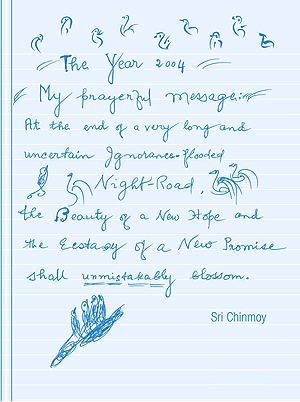 The Year 2004
My prayerful message:
At the end of a very long and
uncertain Ignorance-flooded
Night-Road,
the Beauty of a New Hope and
the Ecstasy of a New Promise
shall unmistakably blossom.
Sri Chinmoy